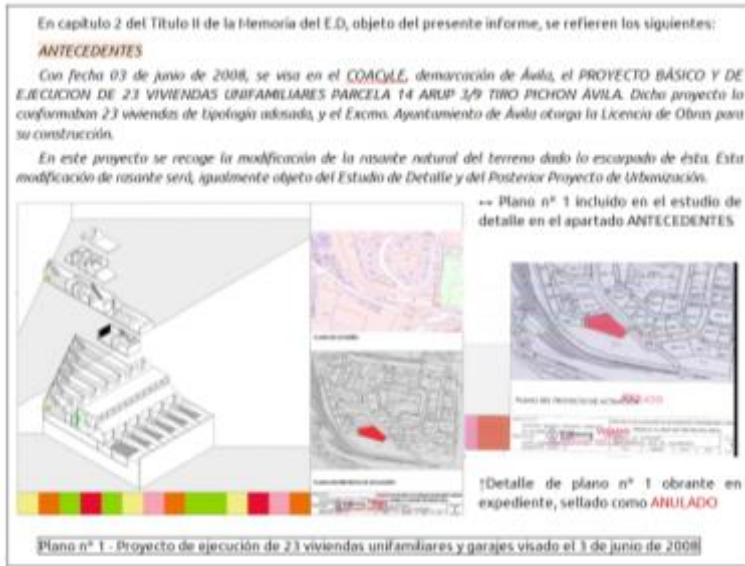 En capítulo 2 del Título II de la Memoria del E.D, objeto del presente informe, se refieren los siguientes:
ANTECEDENTES
Con fecha 03 de junio de 2008, se visa en el COACyLE, demarcación de Ávila, el PROYECTO BÁSICO Y DE
EJECUCION DE 23 VIVIENDAS UNIFAMILIARES PARCELA 14 ARUP 3/9 TIRO PICHON AVILA. Dicho proyecto lo
conformaban 23 viviendas de tipología adosada, y el Excmo. Ayuntamiento de Ávila otorga la Licencia de Obras para
su construcción.
En este proyecto se recoge la modificación de la rasante natural del terreno dado lo escarpado de ésta. Esta
modificación de rasante será, igualmente objeto del Estudio de Detalle y del Posterior Proyecto de Urbanización.
↔ Plano nº 1 incluido en el estudio de
detalle en el apartado ANTECEDENTES
PLANO DEL PROYECTO DE ACTUACIÓN
↑Detalle de plano nº 1 obrante en
expediente, sellado como ANULADO
Plano nº 1 - Proyecto de ejecución de 23 viviendas unifamiliares y garajes visado el 3 de junio de 2008